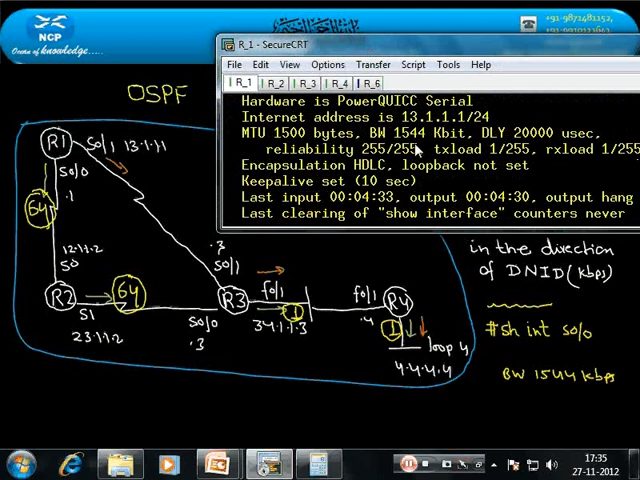 NCP
Ocean of knowledge.....
+91-9871481152,
+91-9910113642
R_1 - SecureCRT
File Edit View Options Transfer Script Tools Help
R_1 R_2 R_3 R_4 R_6
Hardware is PowerQUICC Serial
Internet address is 13.1.1.1/24
MTU 1500 bytes, BW 1544 Kbit, DLY 20000 usec,
reliability 255/255, txload 1/255, rxload 1/255
Encapsulation HDLC, loopback not set
Keepalive set (10 sec)
Last input 00:04:33, output 00:04:30, output hang
Last clearing of "show interface" counters never
OSPF
R1
S0/1 13.1.1.1
S0/0
.1
64
12.1.1.2
S0
R2
64
S1
23.1.1.2
.3
S0/1
R3
S0/0
.3
f0/1
1
34.1.1.3
f0/1
.4
R4
1
loop 4
4.4.4.4
in the direction
of DNID (kbps)
#sh int s0/0
BW 1544 kbps
17:35
27-11-2012